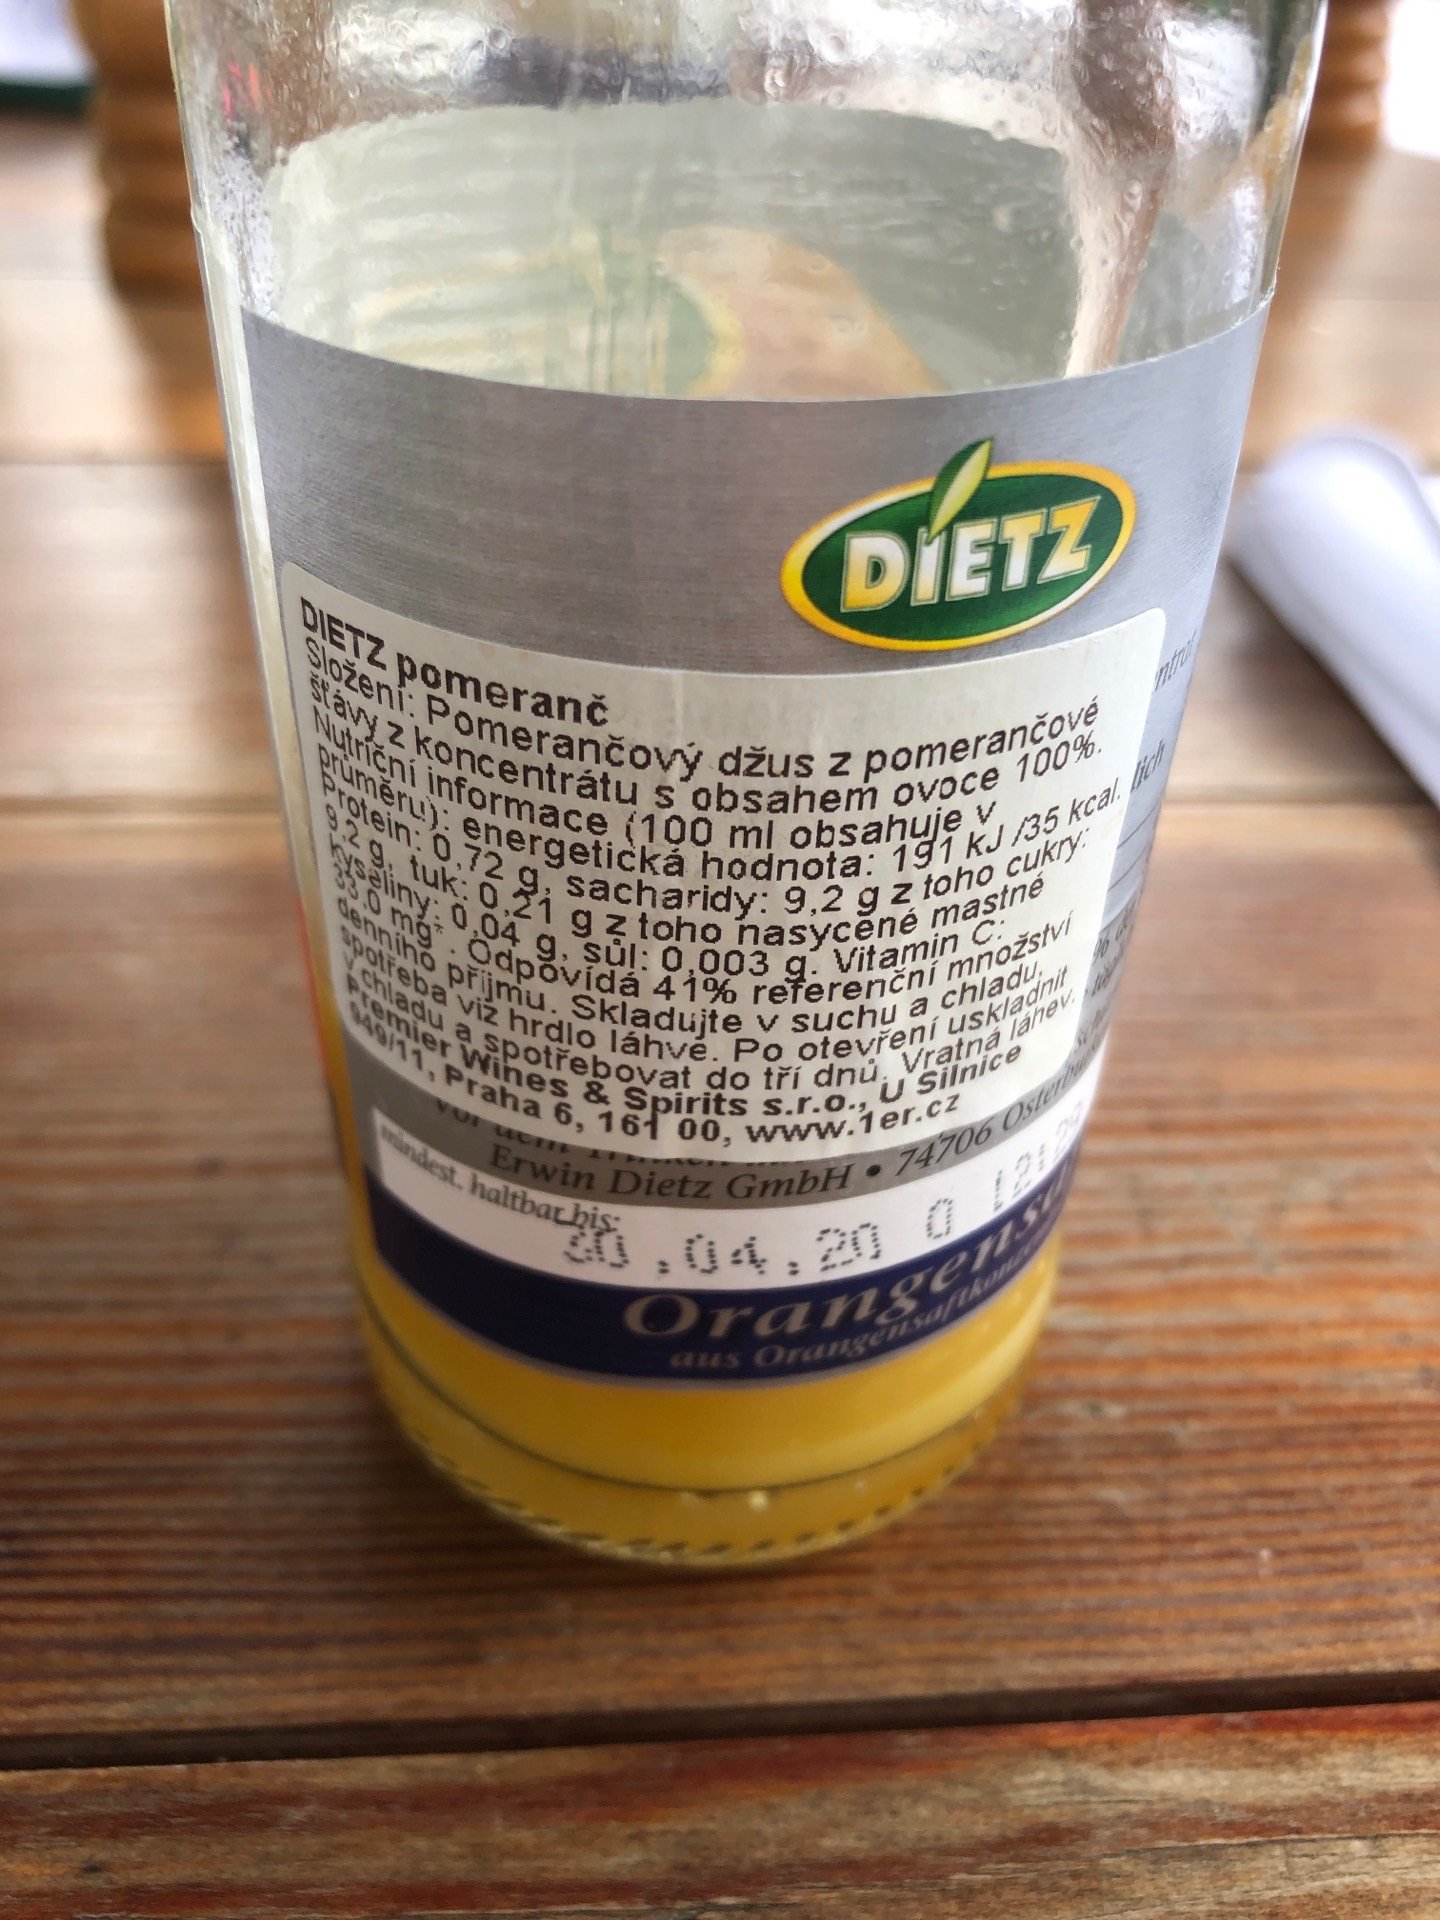 DIETZ
DIETZ pomeranč
Složení: Pomerančový džus z pomerančové
šťávy z koncentrátu s obsahem ovoce 100%.
Nutriční informace (100 ml obsahuje v
průměru): energetická hodnota: 191 kJ /35 kcal.
Protein: 0,72 g, sacharidy: 9,2 g z toho cukry:
9,2 g, tuk: 0,21 g z toho nasycené mastné
kyseliny: 0,04 g, sůl: 0,003 g. Vitamin C:
33,0 mg*. Odpovídá 41% referenční množství
denního příjmu. Skladujte v suchu a chladu,
spotřeba viz hrdlo láhve. Po otevření uskladnit
v chladu a spotřebovat do tří dnů. Vratná láhev.
Premier Wines & Spirits s.r.o., U Silnice
949/11, Praha 6, 161 00, www.1er.cz
Erwin Dietz GmbH • 74706
mindest. haltbar bis:
30.04.20 0
aus